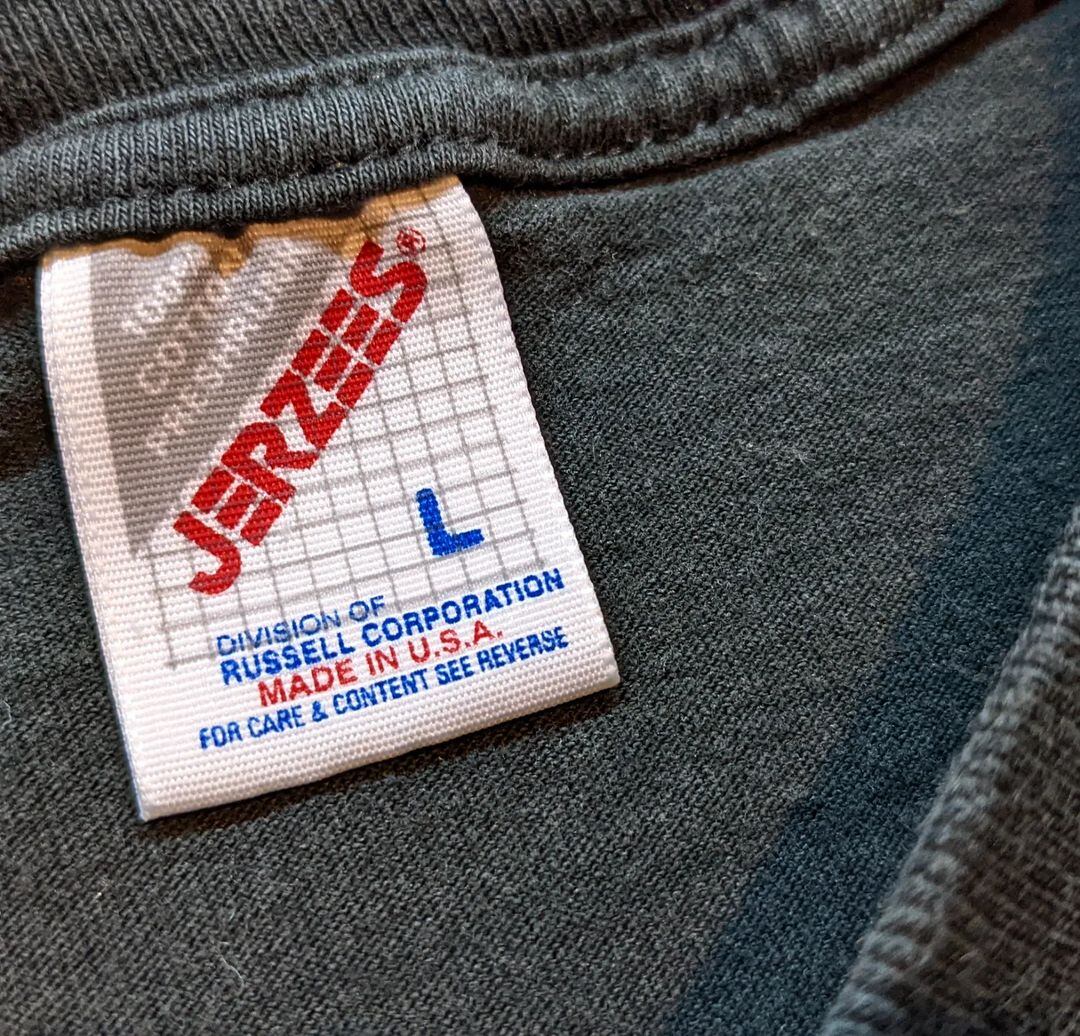 JERZEES®
L
DIVISION OF
RUSSELL CORPORATION
MADE IN U.S.A.
FOR CARE & CONTENT SEE REVERSE